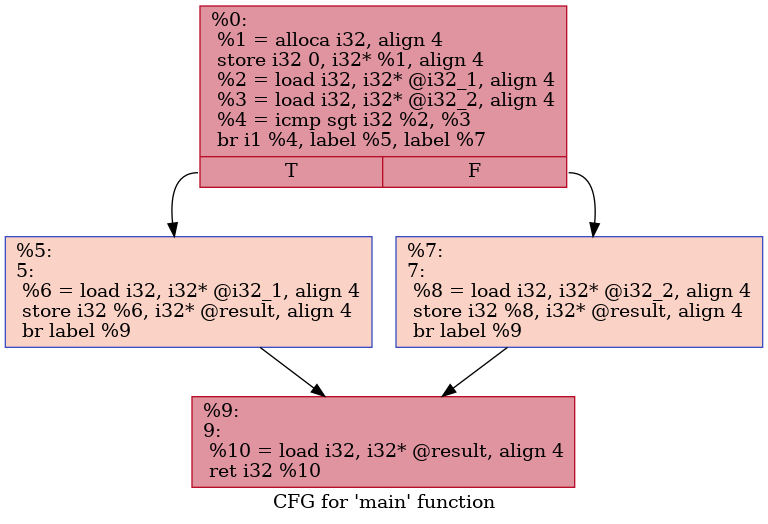 %0:
%1 = alloca i32, align 4
store i32 0, i32* %1, align 4
%2 = load i32, i32* @i32_1, align 4
%3 = load i32, i32* @i32_2, align 4
%4 = icmp sgt i32 %2, %3
br i1 %4, label %5, label %7
T
F
%5:
5:
%6 = load i32, i32* @i32_1, align 4
store i32 %6, i32* @result, align 4
br label %9
%7:
7:
%8 = load i32, i32* @i32_2, align 4
store i32 %8, i32* @result, align 4
br label %9
%9:
9:
%10 = load i32, i32* @result, align 4
ret i32 %10
CFG for 'main' function